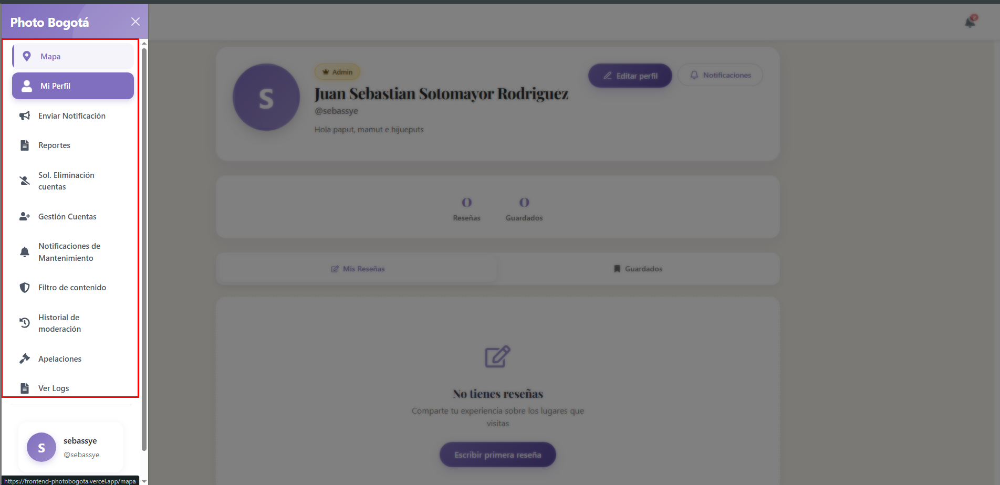 Photo Bogotá
Mapa
Mi Perfil
Enviar Notificación
Reportes
Sol. Eliminación
cuentas
Gestión Cuentas
Notificaciones de
Mantenimiento
Filtro de contenido
Historial de
moderación
Apelaciones
Ver Logs
S
sebassye
@sebassye
https://frontend-photobogota.vercel.app/mapa
2
S
Admin
Juan Sebastian Sotomayor Rodriguez
@sebassye
Hola paput, mamut e hijueputs
Editar perfil
Notificaciones
0 0
Reseñas Guardados
Mis Reseñas Guardados
No tienes reseñas
Comparte tu experiencia sobre los lugares que
visitas
Escribir primera reseña